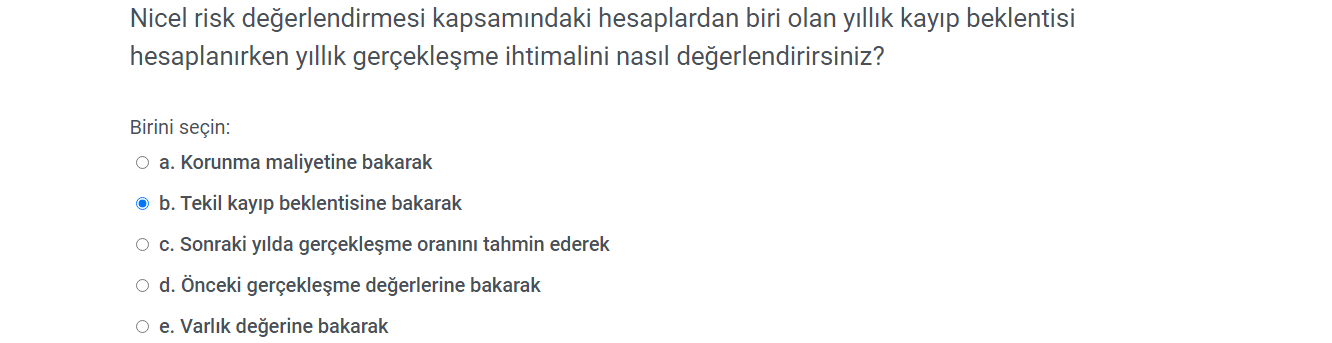 Nicel risk değerlendirmesi kapsamındaki hesaplardan biri olan yıllık kayıp beklentisi
hesaplanırken yıllık gerçekleşme ihtimalini nasıl değerlendirirsiniz?
Birini seçin:
a. Korunma maliyetine bakarak
b. Tekil kayıp beklentisine bakarak
c. Sonraki yılda gerçekleşme oranını tahmin ederek
d. Önceki gerçekleşme değerlerine bakarak
e. Varlık değerine bakarak